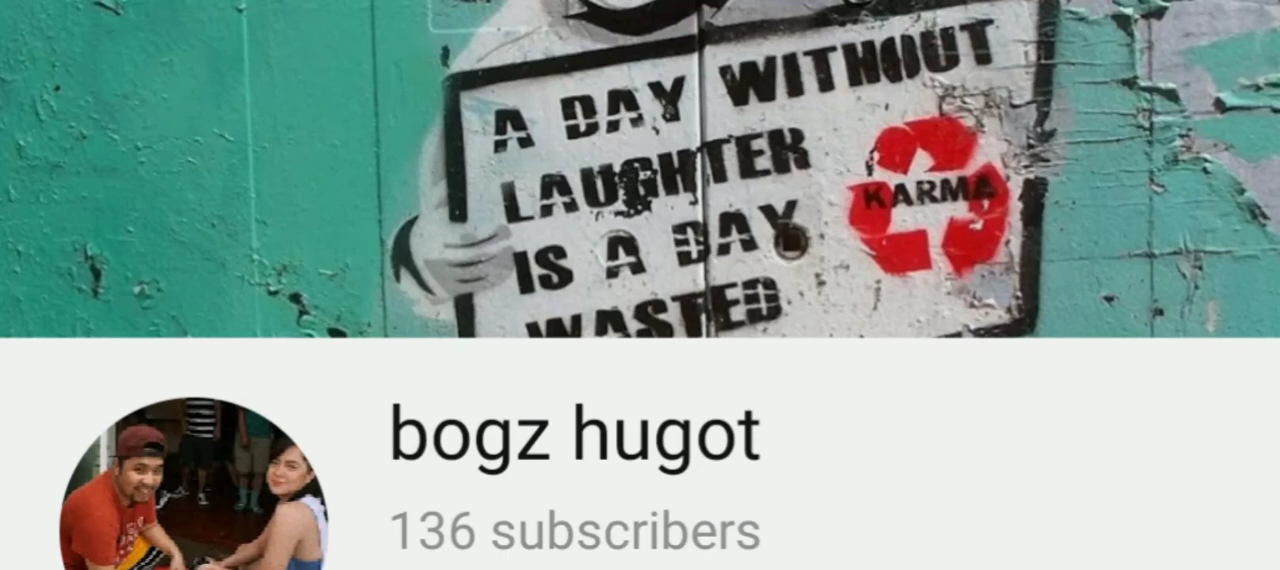 A DAY WITHOUT
LAUGHTER
IS A DAY
WASTED
KARMA
bogz hugot
136 subscribers